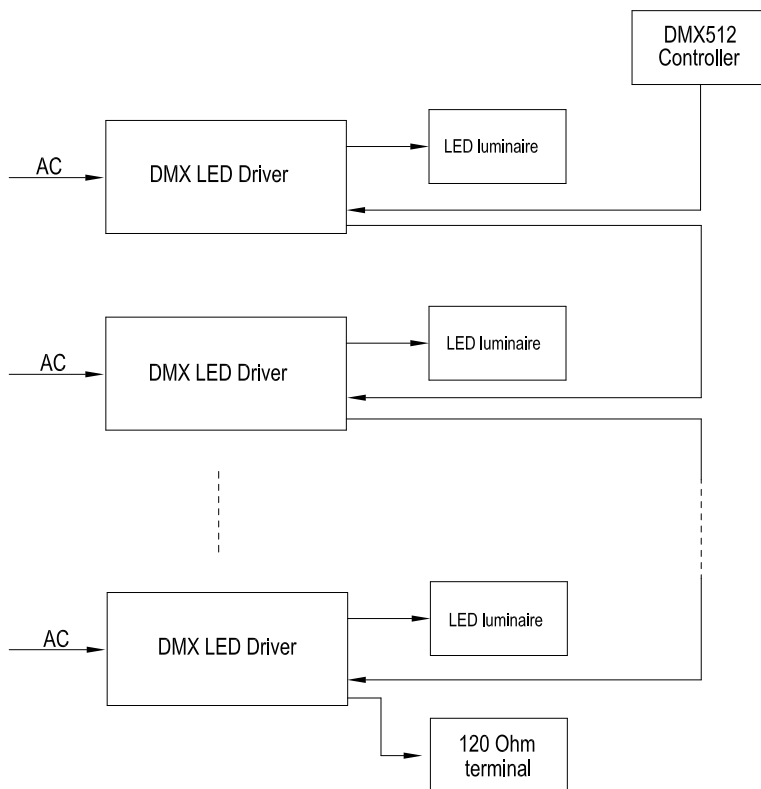 DMX512
Controller
AC
DMX LED Driver
LED luminaire
AC
DMX LED Driver
LED luminaire
AC
DMX LED Driver
LED luminaire
120 Ohm
terminal